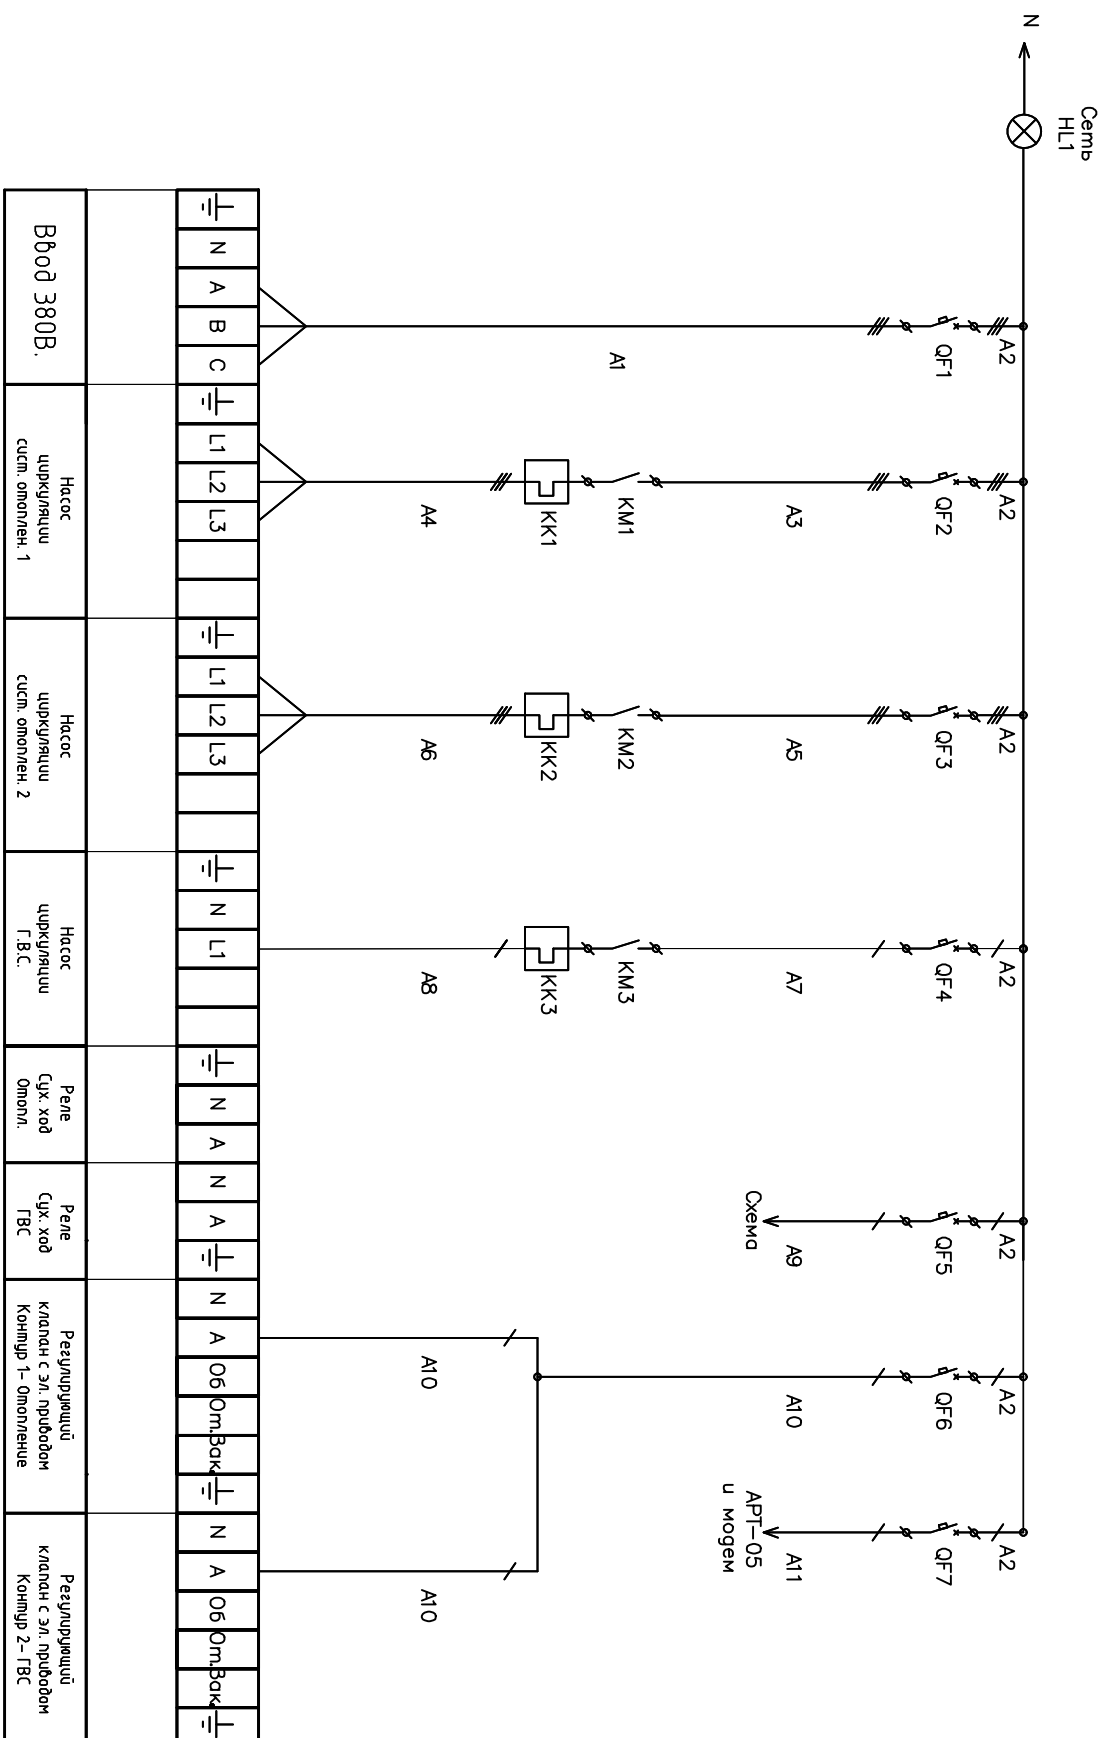 N
Сеть
HL1
A2
A2
A2
A2
A2
A2
A2
QF1
QF2
QF3
QF4
QF5
QF6
QF7
A1
A3
A5
A7
A9
A10
A11
Схема
АРТ-05
и модем
KM1
KM2
KM3
KK1
KK2
KK3
A4
A6
A8
A10
A10
N
A
B
C
L1
L2
L3
L1
L2
L3
N
L1
N
A
N
A
N
A
Об
От.
Зак.
N
A
Об
От.
Зак.
Ввод 380В.
Насос
циркуляции
сист. отоплен. 1
Насос
циркуляции
сист. отоплен. 2
Насос
циркуляции
Г.В.С.
Реле
Сух. ход
Отопл.
Реле
Сух. ход
ГВС
Регулирующий
клапан с эл. приводом
Контур 1- Отопление
Регулирующий
клапан с эл. приводом
Контур 2- ГВС